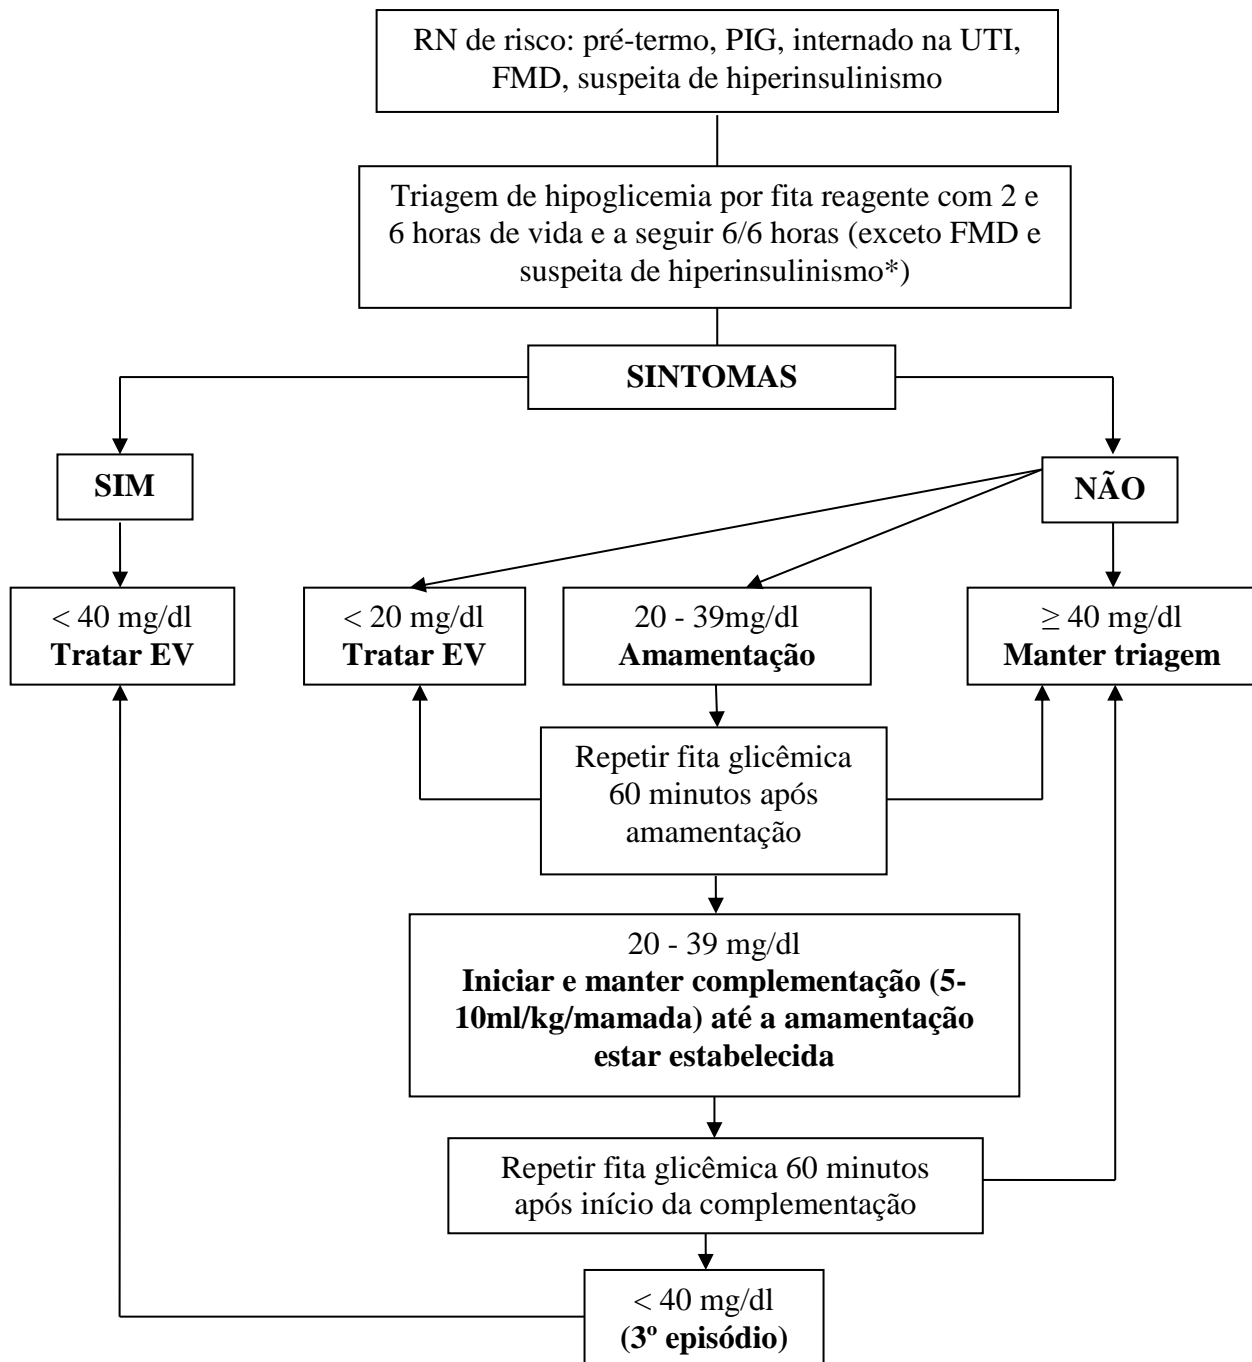 RN de risco: pré-termo, PIG, internado na UTI,
FMD, suspeita de hiperinsulinismo
Triagem de hipoglicemia por fita reagente com 2 e
6 horas de vida e a seguir 6/6 horas (exceto FMD e
suspeita de hiperinsulinismo*)
SINTOMAS
SIM
NÃO
< 40 mg/dl
Tratar EV
< 20 mg/dl
Tratar EV
20 - 39mg/dl
Amamentação
≥ 40 mg/dl
Manter triagem
Repetir fita glicêmica
60 minutos após
amamentação
20 - 39 mg/dl
Iniciar e manter complementação (5-
10ml/kg/mamada) até a amamentação
estar estabelecida
Repetir fita glicêmica 60 minutos
após início da complementação
< 40 mg/dl
(3º episódio)